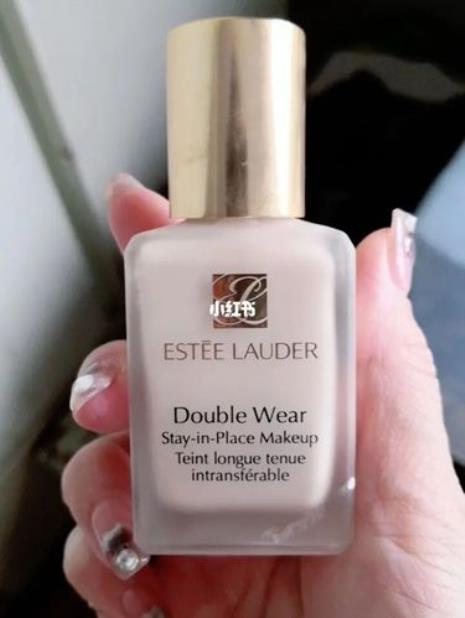 小红书
ESTĒE LAUDER
Double Wear
Stay-in-Place Makeup
Teint longue tenue
intransférable